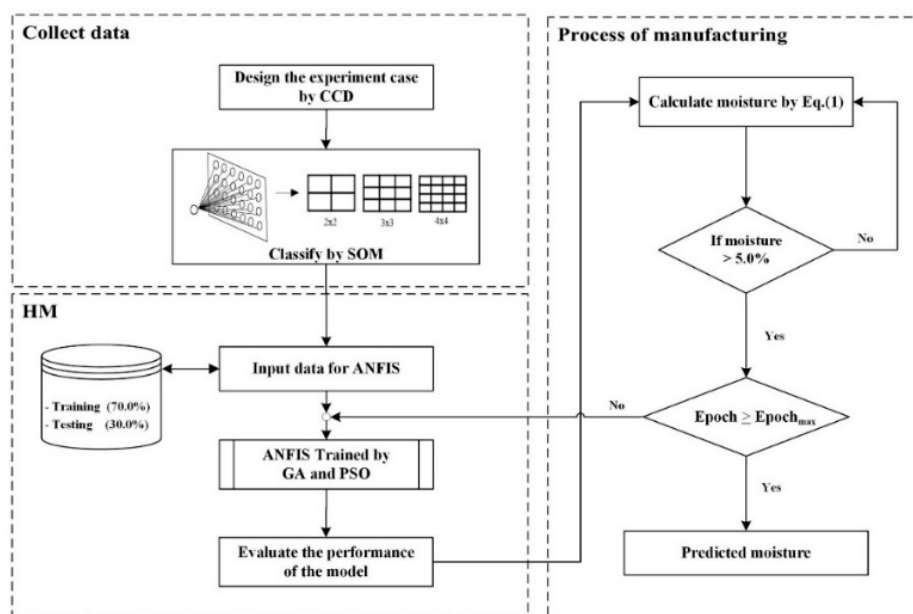 Collect data
Design the experiment case
by CCD
2x2
3x3
4x4
Classify by SOM
HM
Input data for ANFIS
- Training (70.0%)
- Testing (30.0%)
ANFIS Trained by
GA and PSO
Evaluate the performance
of the model
Process of manufacturing
Calculate moisture by Eq.(1)
If moisture
> 5.0%
No
Yes
No
Epoch ≥ Epochmax
Yes
Predicted moisture